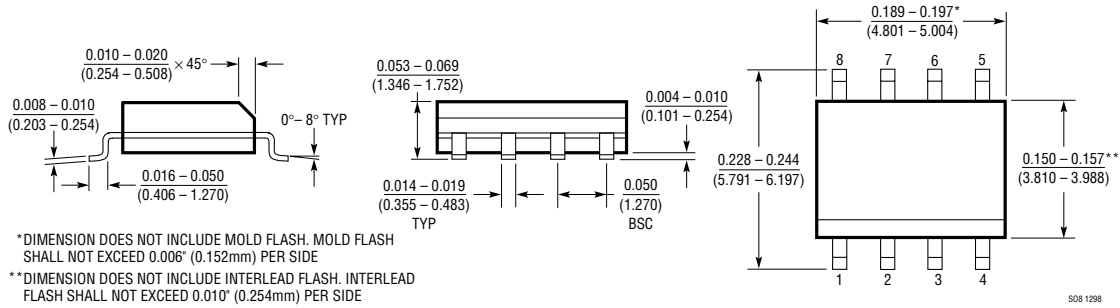 0.010 – 0.020
(0.254 – 0.508)
× 45°
0.008 – 0.010
(0.203 – 0.254)
0°– 8° TYP
0.016 – 0.050
(0.406 – 1.270)
0.053 – 0.069
(1.346 – 1.752)
0.004 – 0.010
(0.101 – 0.254)
0.014 – 0.019
(0.355 – 0.483)
TYP
0.050
(1.270)
BSC
0.189 – 0.197*
(4.801 – 5.004)
8 7 6 5
0.228 – 0.244
(5.791 – 6.197)
0.150 – 0.157**
(3.810 – 3.988)
1 2 3 4
*DIMENSION DOES NOT INCLUDE MOLD FLASH. MOLD FLASH
SHALL NOT EXCEED 0.006" (0.152mm) PER SIDE
**DIMENSION DOES NOT INCLUDE INTERLEAD FLASH. INTERLEAD
FLASH SHALL NOT EXCEED 0.010" (0.254mm) PER SIDE
SO8 1298